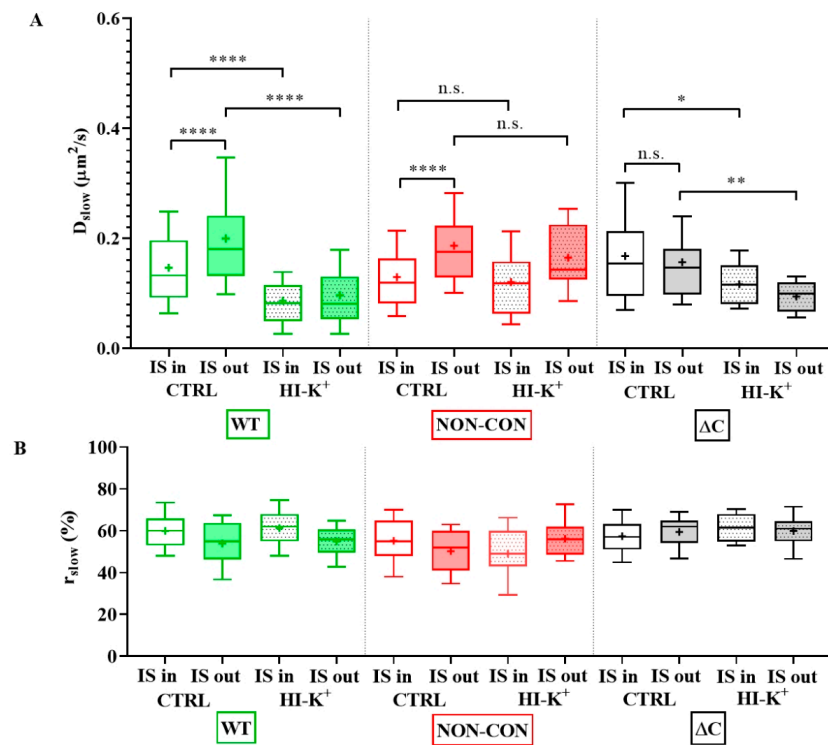 A
D_slow (μm²/s)
0.6
0.4
0.2
0.0
**** **** ****
n.s. n.s. ****
* n.s. **
IS in IS out IS in IS out IS in IS out IS in IS out IS in IS out IS in IS out
CTRL HI-K⁺ CTRL HI-K⁺ CTRL HI-K⁺
WT NON-CON ΔC
B
r_slow (%)
100
80
60
40
20
0
IS in IS out IS in IS out IS in IS out IS in IS out IS in IS out IS in IS out
CTRL HI-K⁺ CTRL HI-K⁺ CTRL HI-K⁺
WT NON-CON ΔC